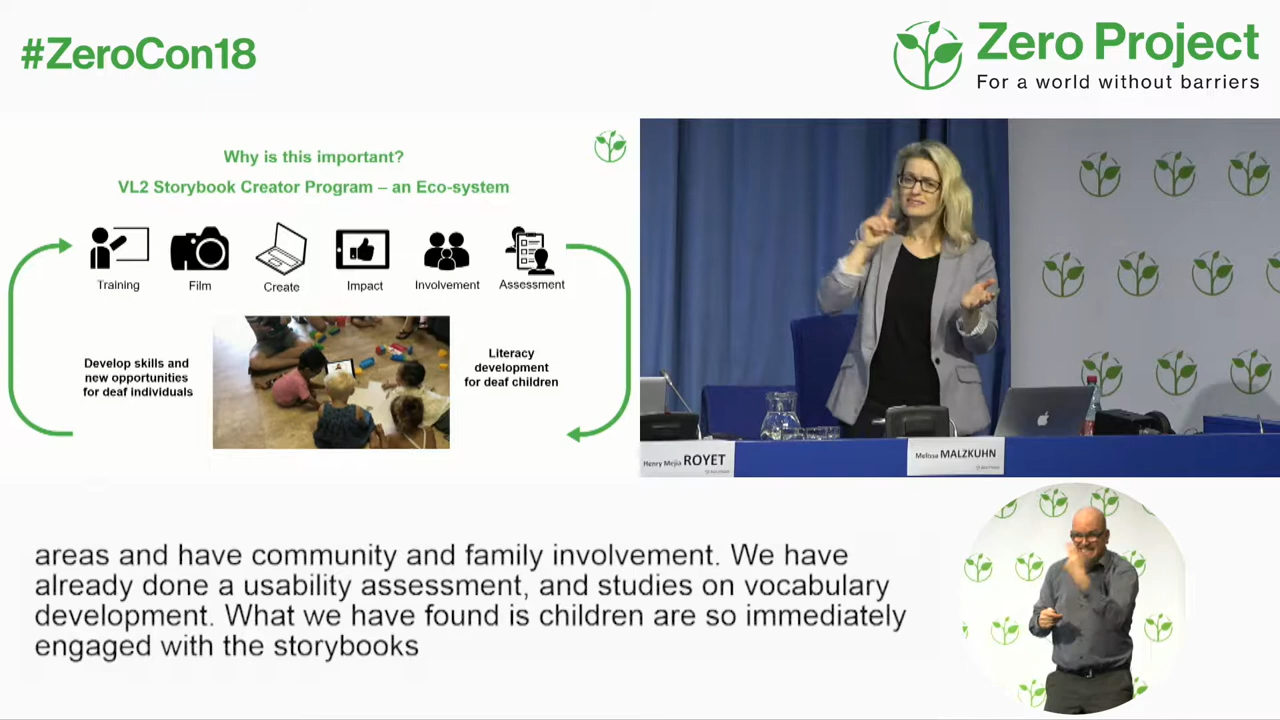 #ZeroCon18
Zero Project
For a world without barriers
Why is this important?
VL2 Storybook Creator Program – an Eco-system
Training
Film
Create
Impact
Involvement
Assessment
Develop skills and
new opportunities
for deaf individuals
Literacy
development
for deaf children
Henry Mejia ROYET
Melissa MALZKUHN
areas and have community and family involvement. We have
already done a usability assessment, and studies on vocabulary
development. What we have found is children are so immediately
engaged with the storybooks